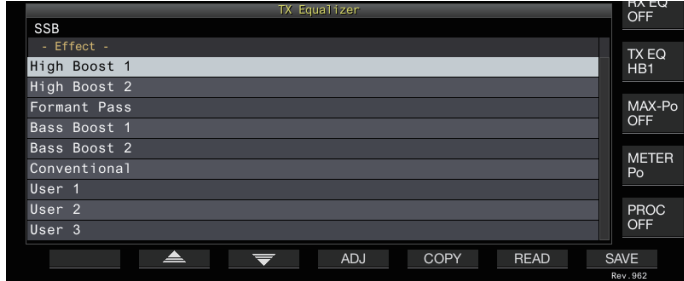 TX Equalizer
SSB
- Effect -
High Boost 1
High Boost 2
Formant Pass
Bass Boost 1
Bass Boost 2
Conventional
User 1
User 2
User 3
RX EQ
OFF
TX EQ
HB1
MAX-Po
OFF
METER
Po
PROC
OFF
ADJ COPY READ SAVE
Rev.962